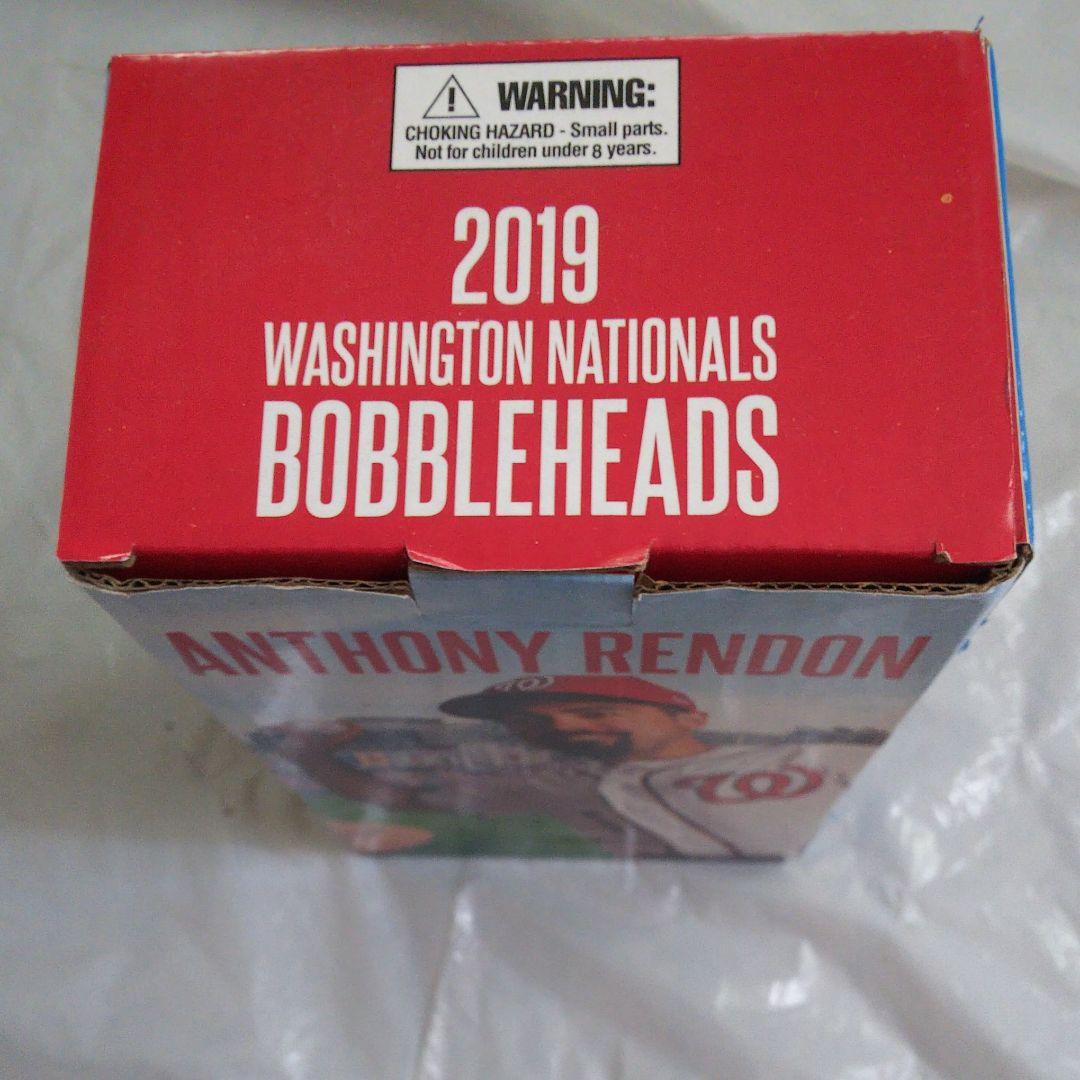 WARNING:
CHOKING HAZARD - Small parts.
Not for children under 8 years.
2019
WASHINGTON NATIONALS
BOBBLEHEADS
ANTHONY RENDON
W
W